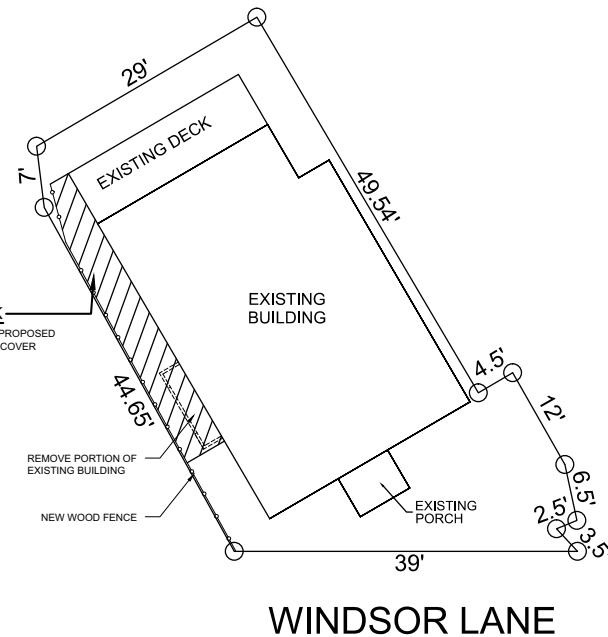 29'
7'
EXISTING DECK
49.54'
PROPOSED
COVER
EXISTING
BUILDING
4.5'
12'
44.65'
REMOVE PORTION OF
EXISTING BUILDING
6.5'
2.5'
3.5'
NEW WOOD FENCE
EXISTING
PORCH
39'
WINDSOR LANE